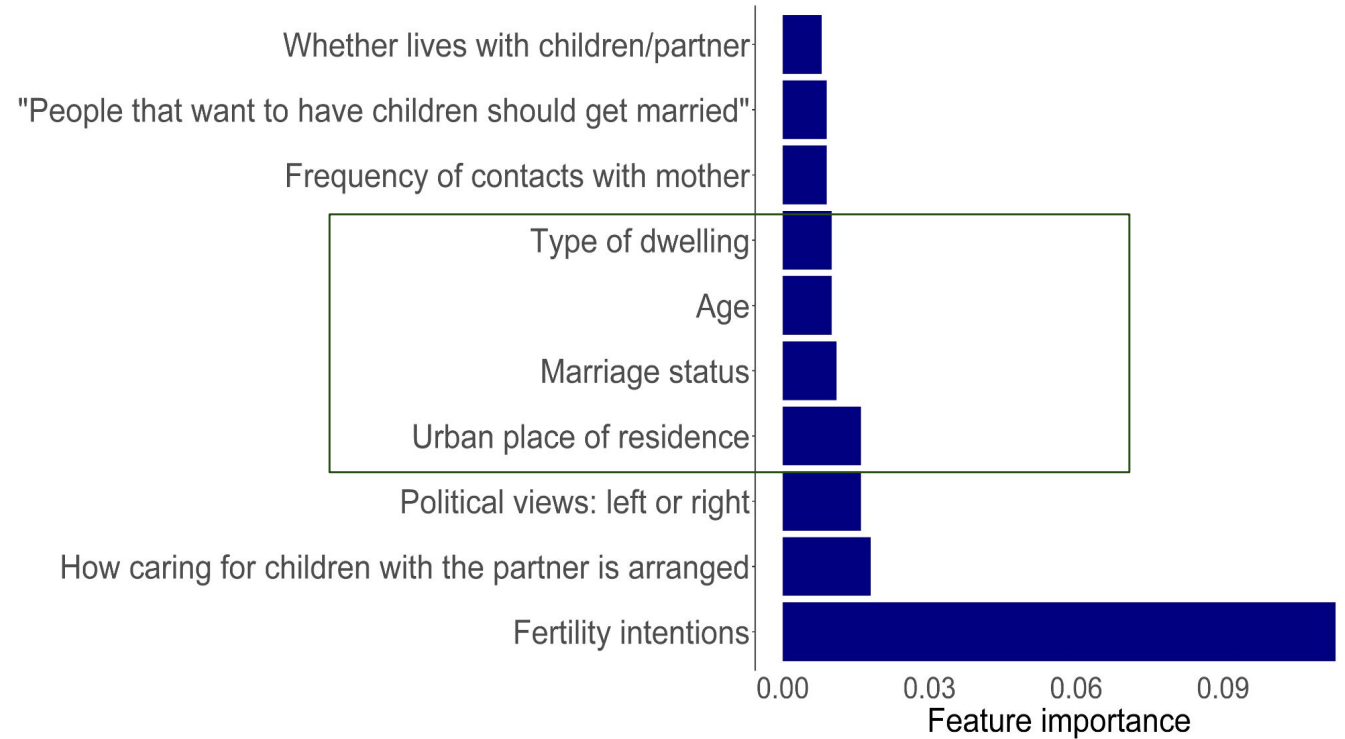 Whether lives with children/partner
"People that want to have children should get married"
Frequency of contacts with mother
Type of dwelling
Age
Marriage status
Urban place of residence
Political views: left or right
How caring for children with the partner is arranged
Fertility intentions
0.00 0.03 0.06 0.09
Feature importance